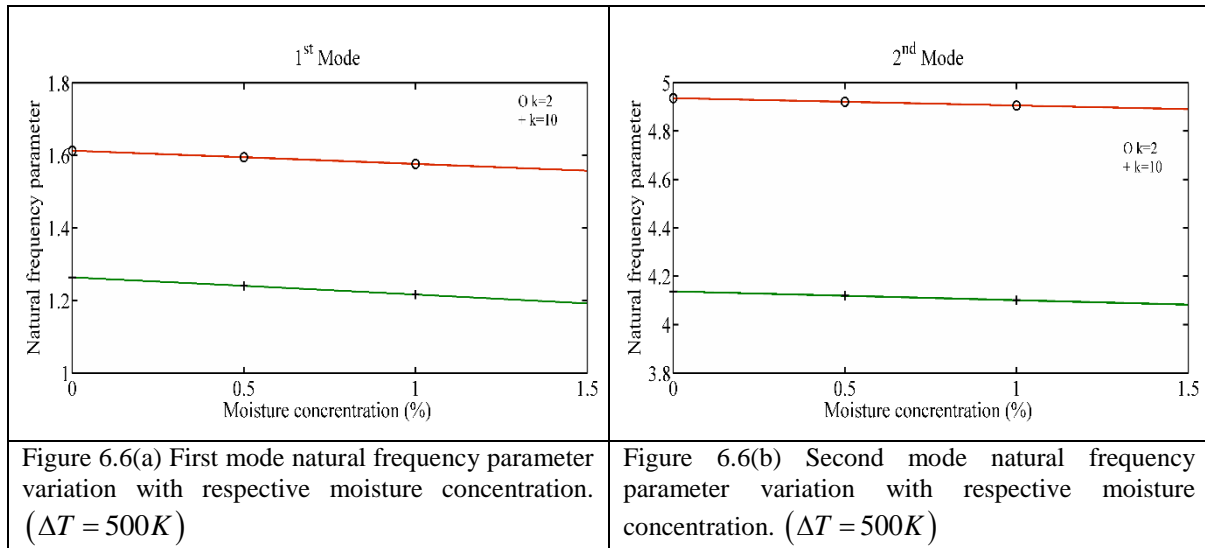 1st Mode
Natural frequency parameter
1.8
1.6
1.4
1.2
1
O k=2
+ k=10
0
0.5
1
1.5
Moisture concrentration (%)
Figure 6.6(a) First mode natural frequency parameter
variation with respective moisture concentration.
(ΔT = 500K)
2nd Mode
Natural frequency parameter
5
4.8
4.6
4.4
4.2
4
3.8
O k=2
+ k=10
0
0.5
1
1.5
Moisture concrentration (%)
Figure 6.6(b) Second mode natural frequency
parameter variation with respective moisture
concentration. (ΔT = 500K)